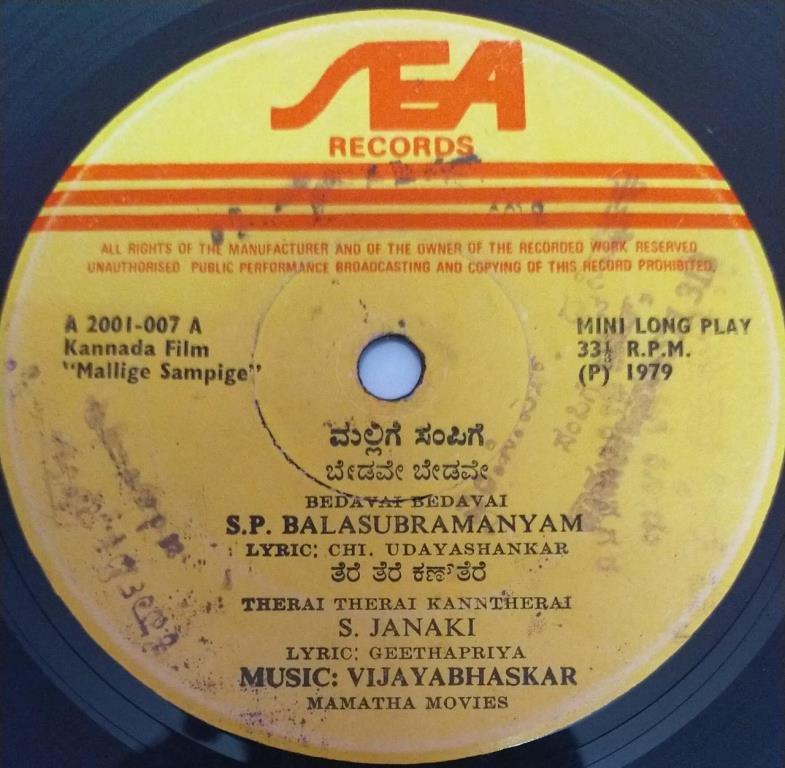 SEA
RECORDS
ALL RIGHTS OF THE MANUFACTURER AND OF THE OWNER OF THE RECORDED WORK RESERVED
UNAUTHORISED PUBLIC PERFORMANCE BROADCASTING AND COPYING OF THIS RECORD PROHIBITED.
A 2001-007 A
Kannada Film
"Mallige Sampige"
MINI LONG PLAY
33⅓ R.P.M.
(P) 1979
ಮಲ್ಲಿಗೆ ಸಂಪಿಗೆ
ಬೇಡವೇ ಬೇಡವೇ
BEDAVAI BEDAVAI
S.P. BALASUBRAMANYAM
LYRIC: CHI. UDAYASHANKAR
ತೆರೆ ತೆರೆ ಕಣ್‌ತೆರೆ
THERAI THERAI KANNTHERAI
S. JANAKI
LYRIC: GEETHAPRIYA
MUSIC: VIJAYABHASKAR
MAMATHA MOVIES